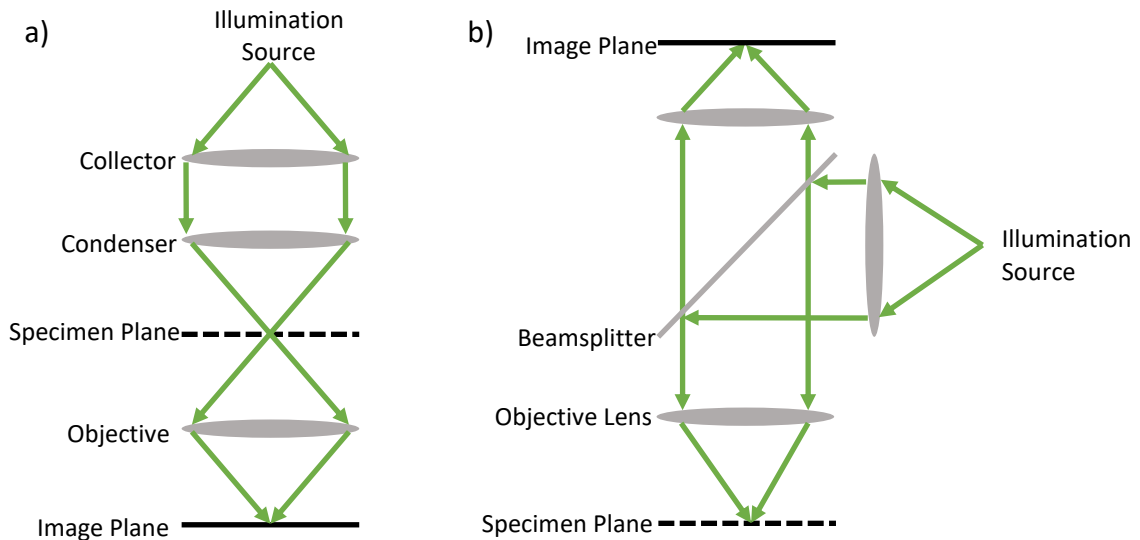 a)
Illumination
Source
Collector
Condenser
Specimen Plane
Objective
Image Plane
b)
Image Plane
Illumination
Source
Beamsplitter
Objective Lens
Specimen Plane